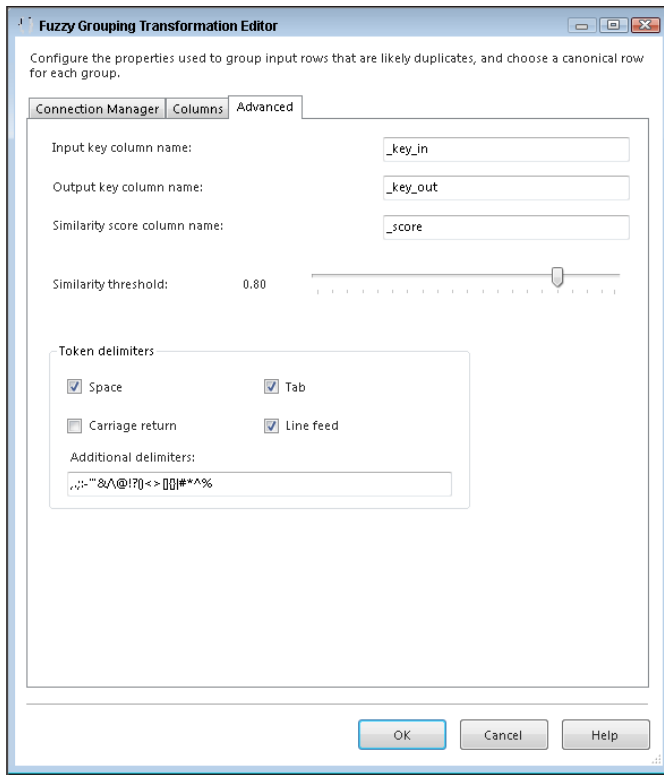 Fuzzy Grouping Transformation Editor
Configure the properties used to group input rows that are likely duplicates, and choose a canonical row
for each group.
Connection Manager Columns Advanced
Input key column name: _key_in
Output key column name: _key_out
Similarity score column name: _score
Similarity threshold: 0.80
Token delimiters
Space Tab
Carriage return Line feed
Additional delimiters:
,.;:-"'&/\@!?()<>[]{}|#*^%
OK Cancel Help